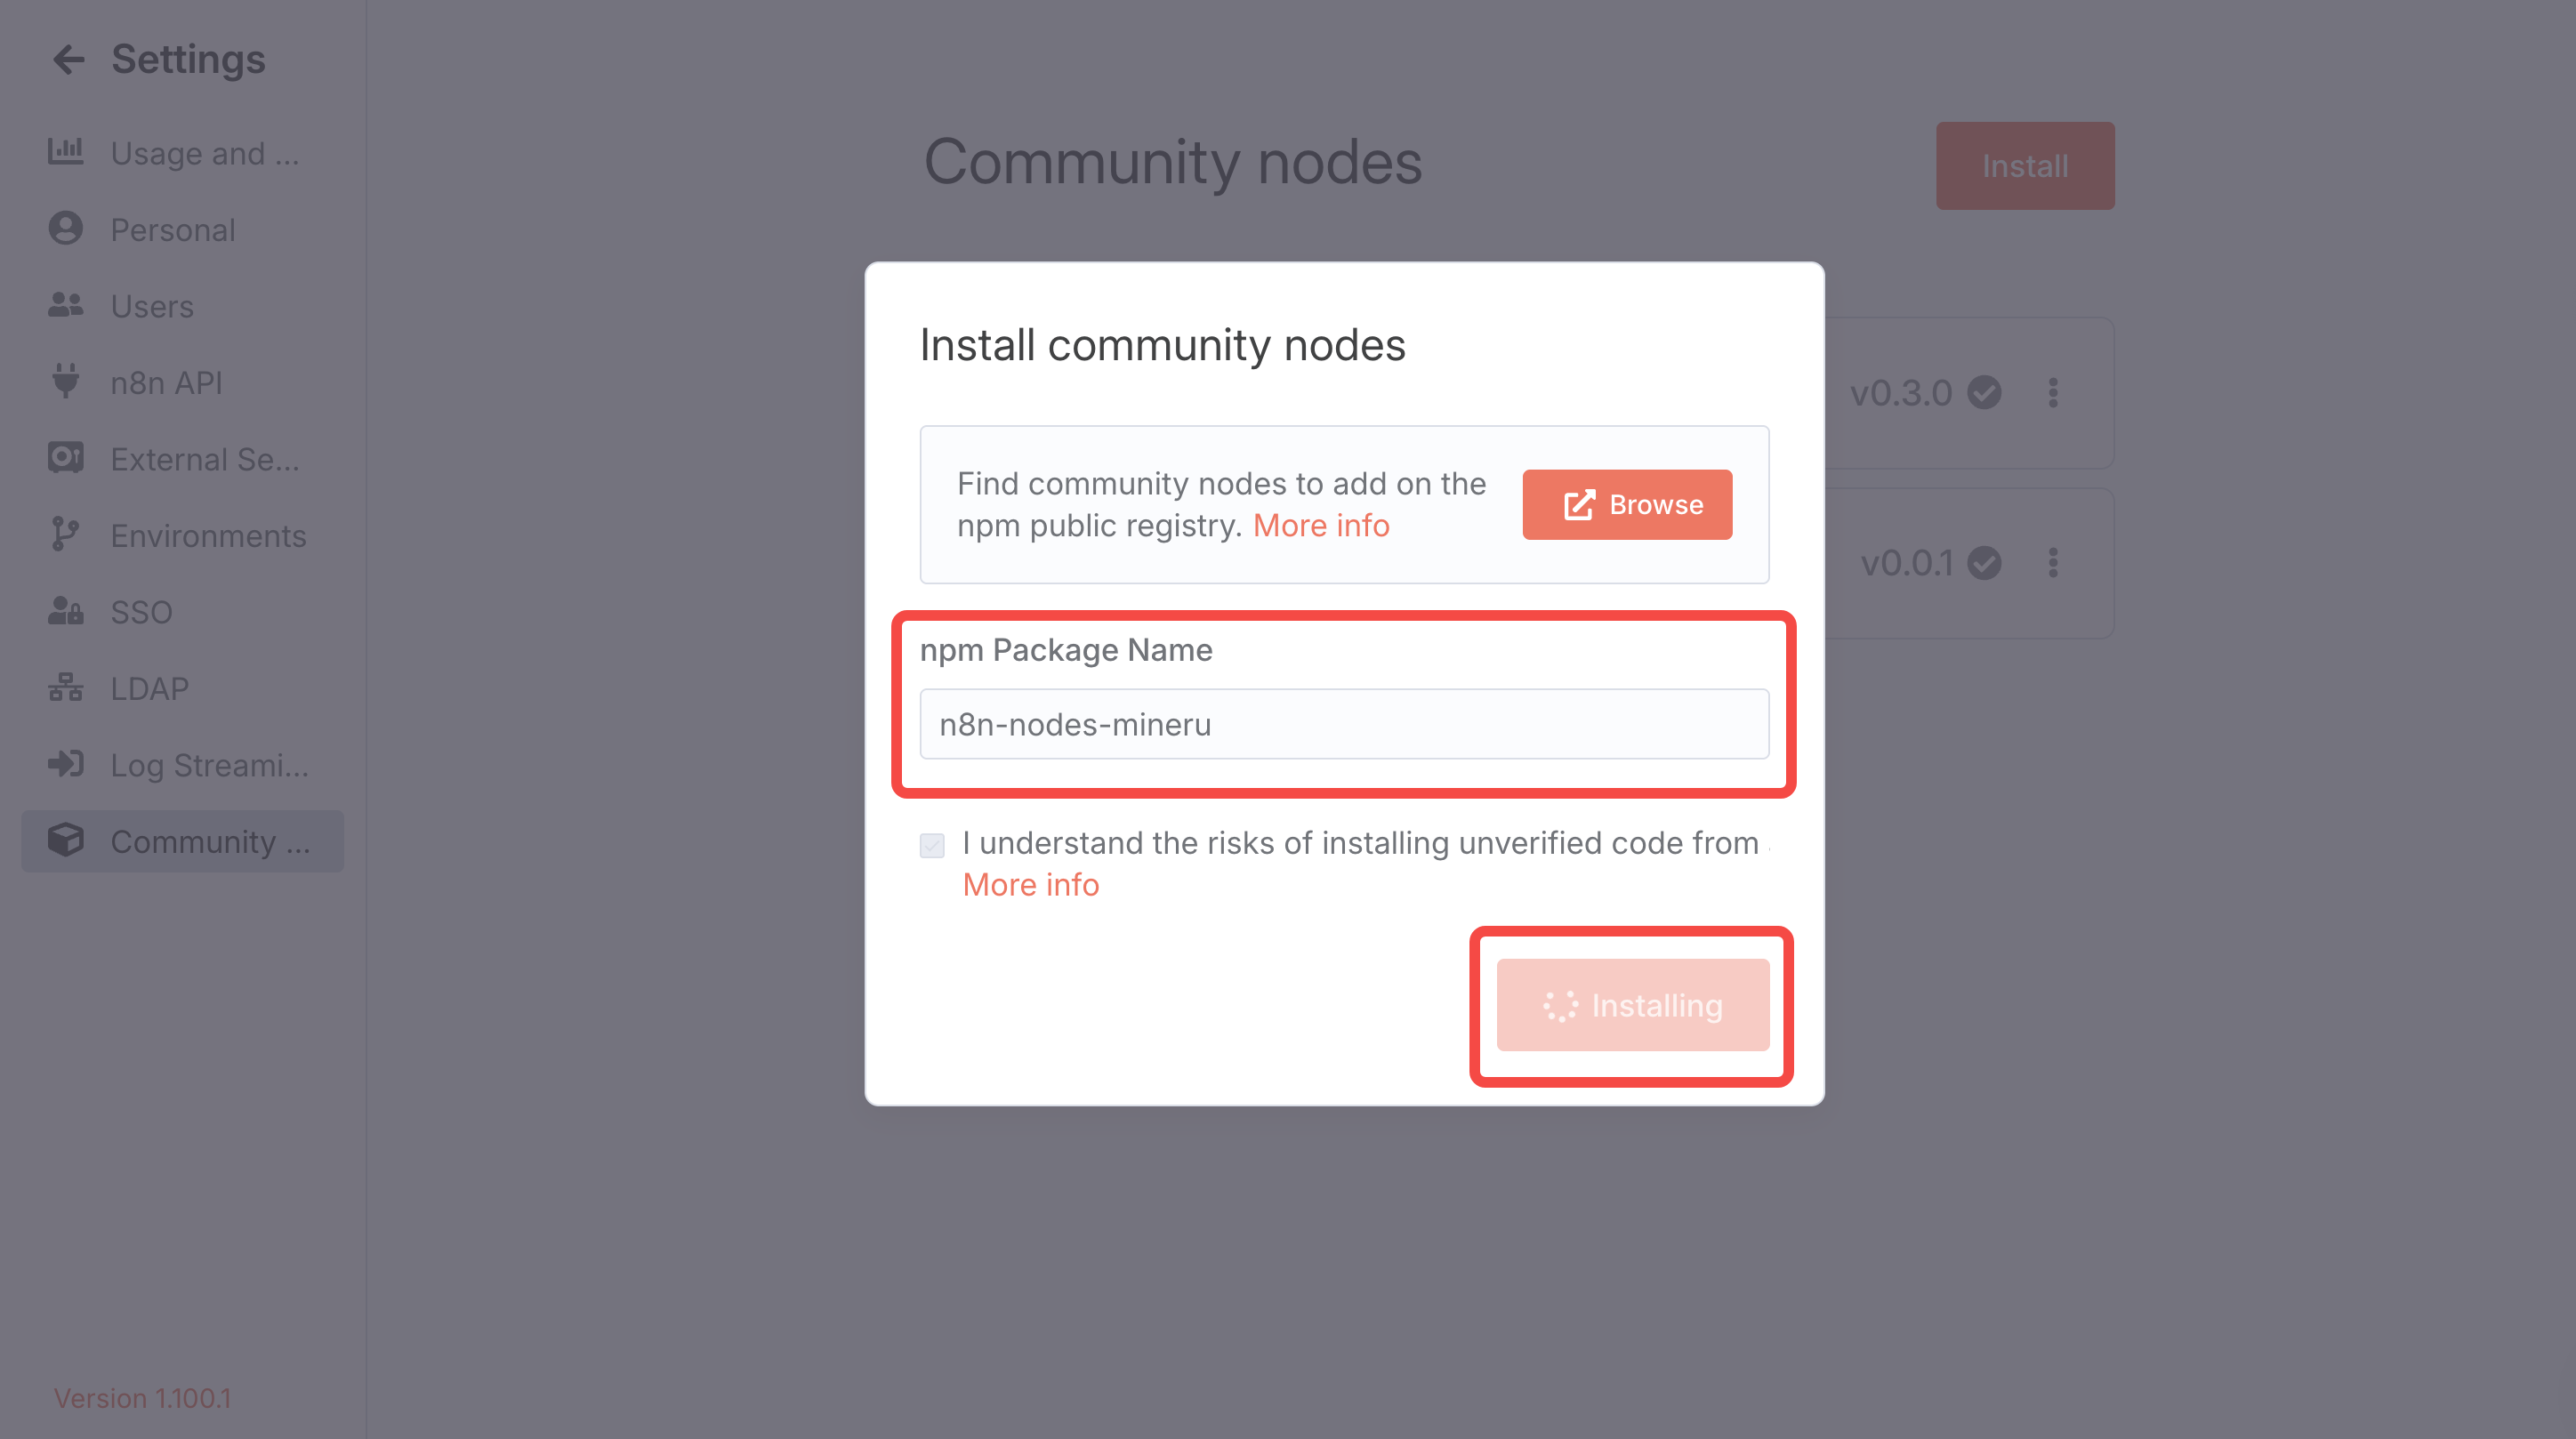 Settings
Usage and ...
Personal
Users
n8n API
External Se...
Environments
SSO
LDAP
Log Streami...
Community ...
Version 1.100.1
Community nodes
Install
v0.3.0
v0.0.1
Install community nodes
Find community nodes to add on the
npm public registry. More info
Browse
npm Package Name
n8n-nodes-mineru
I understand the risks of installing unverified code from
More info
Installing